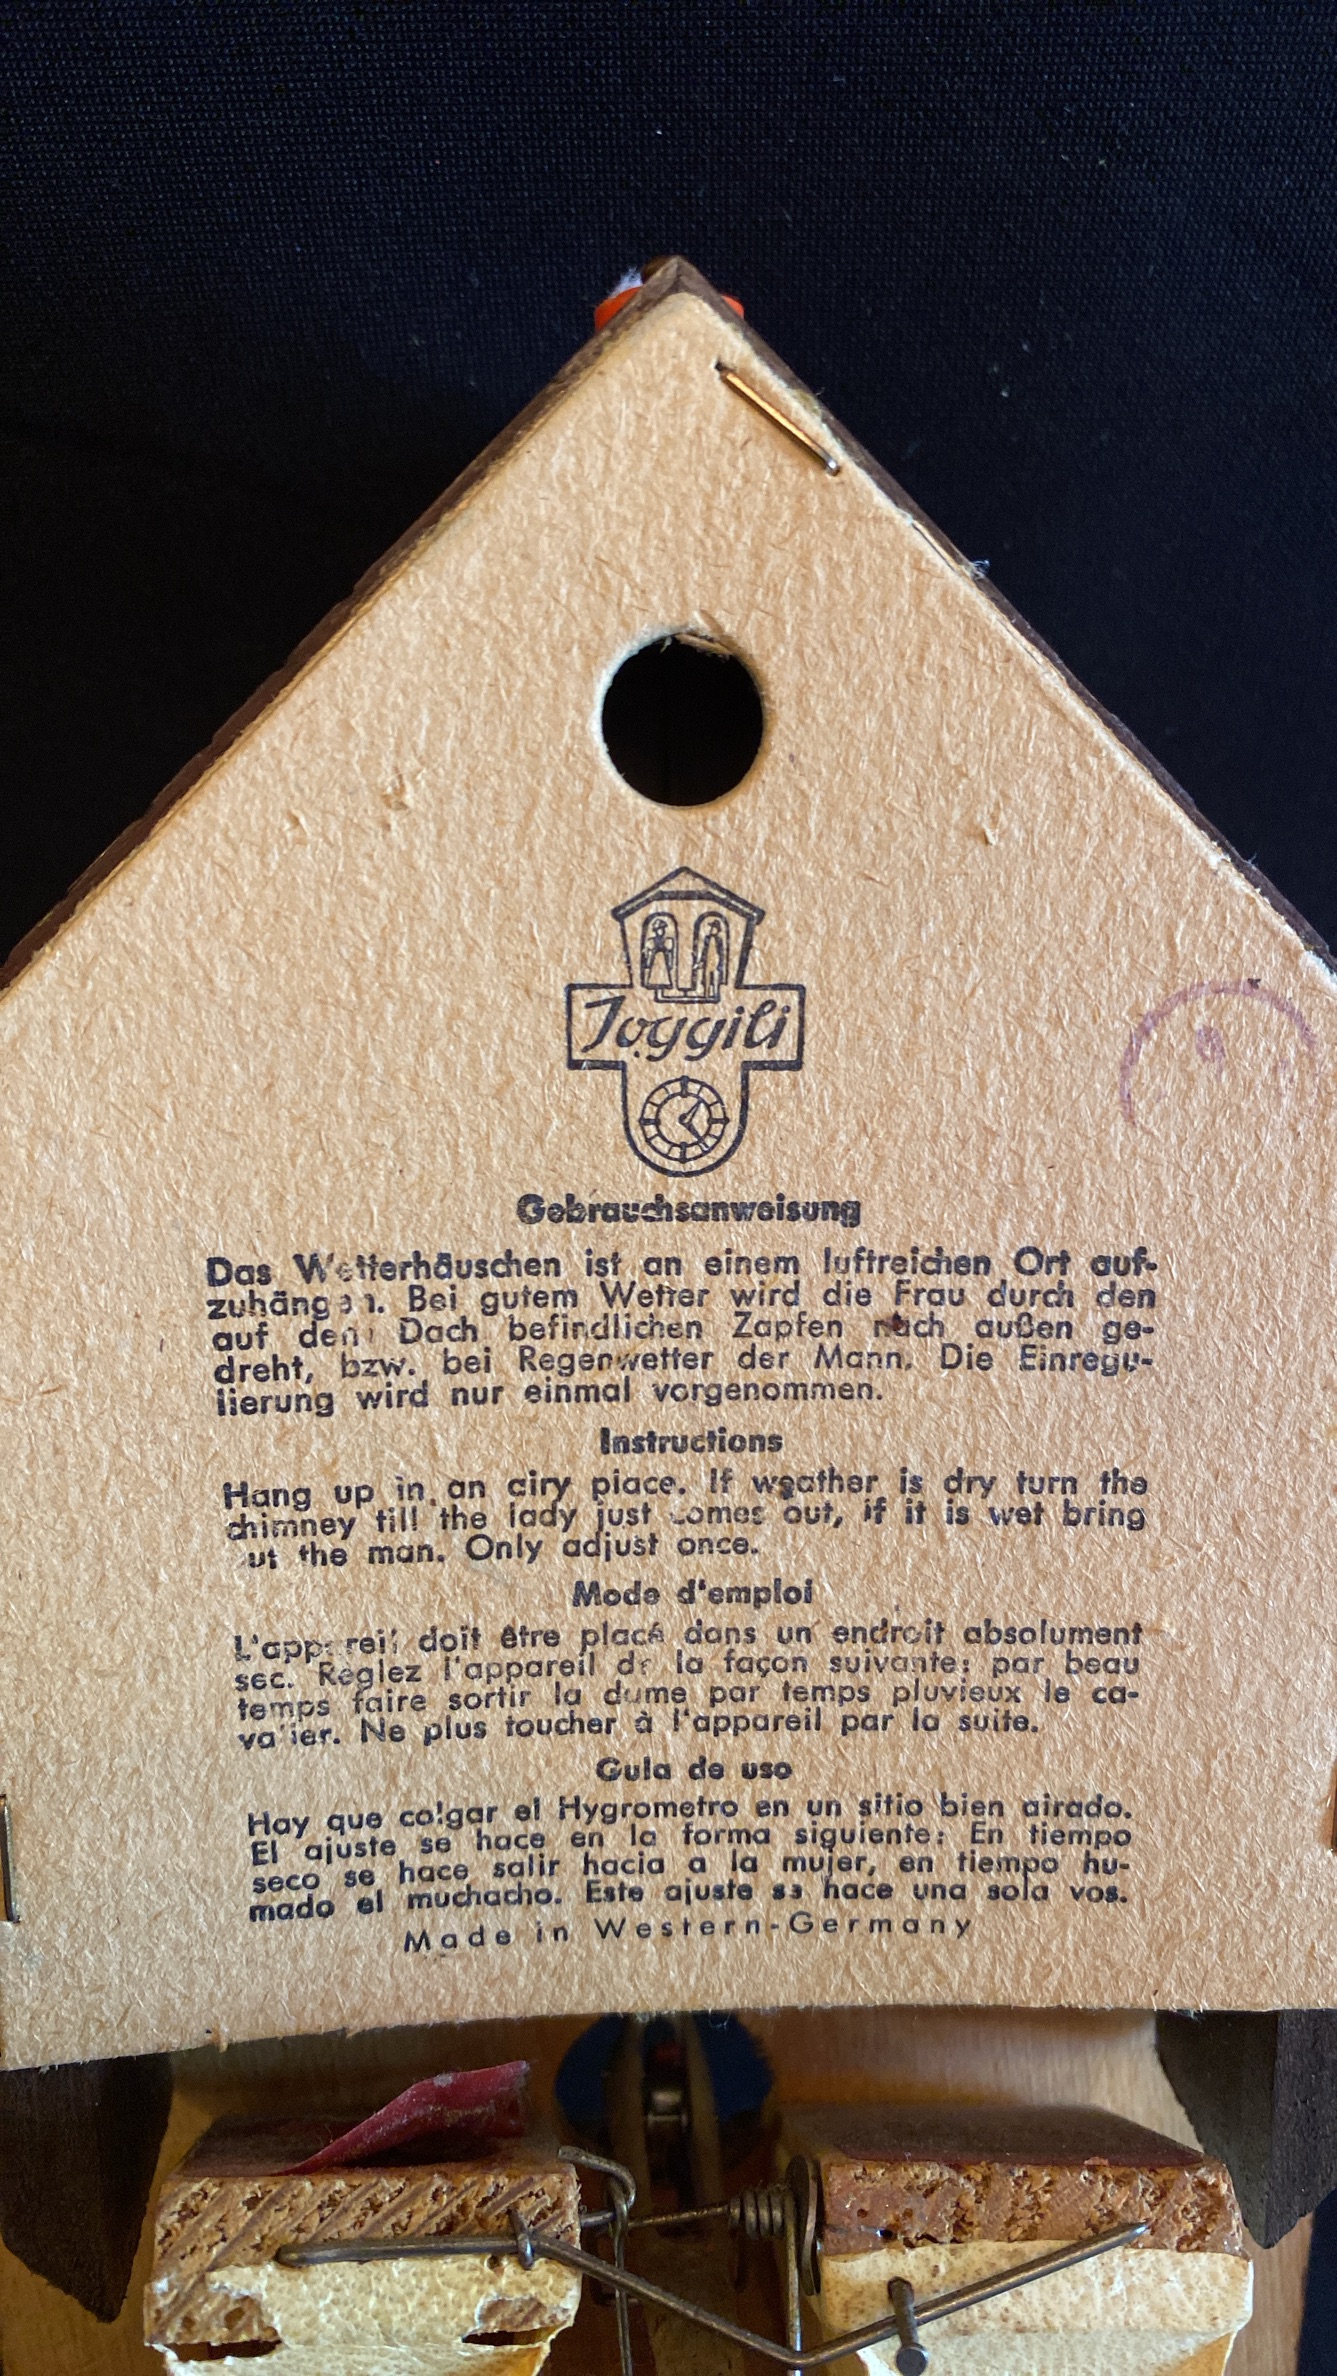 Joggili
Gebrauchsanweisung
Das Wetterhäuschen ist an einem luftreichen Ort auf-
zuhängen. Bei gutem Wetter wird die Frau durch den
auf dem Dach befindlichen Zapfen nach außen ge-
dreht, bzw. bei Regenwetter der Mann. Die Einregu-
lierung wird nur einmal vorgenommen.
Instructions
Hang up in an airy place. If weather is dry turn the
chimney till the lady just comes out, if it is wet bring
out the man. Only adjust once.
Mode d'emploi
L'appareil doit être placé dans un endroit absolument
sec. Réglez l'appareil de la façon suivante: par beau
temps faire sortir la dame par temps pluvieux le ca-
valier. Ne plus toucher à l'appareil par la suite.
Guia de uso
Hay que colgar el Hygrometro en un sitio bien airado.
El ajuste se hace en la forma siguiente: En tiempo
seco se hace salir hacia a la mujer, en tiempo hu-
mado el muchacho. Este ajuste se hace una sola vos.
Made in Western-Germany
9